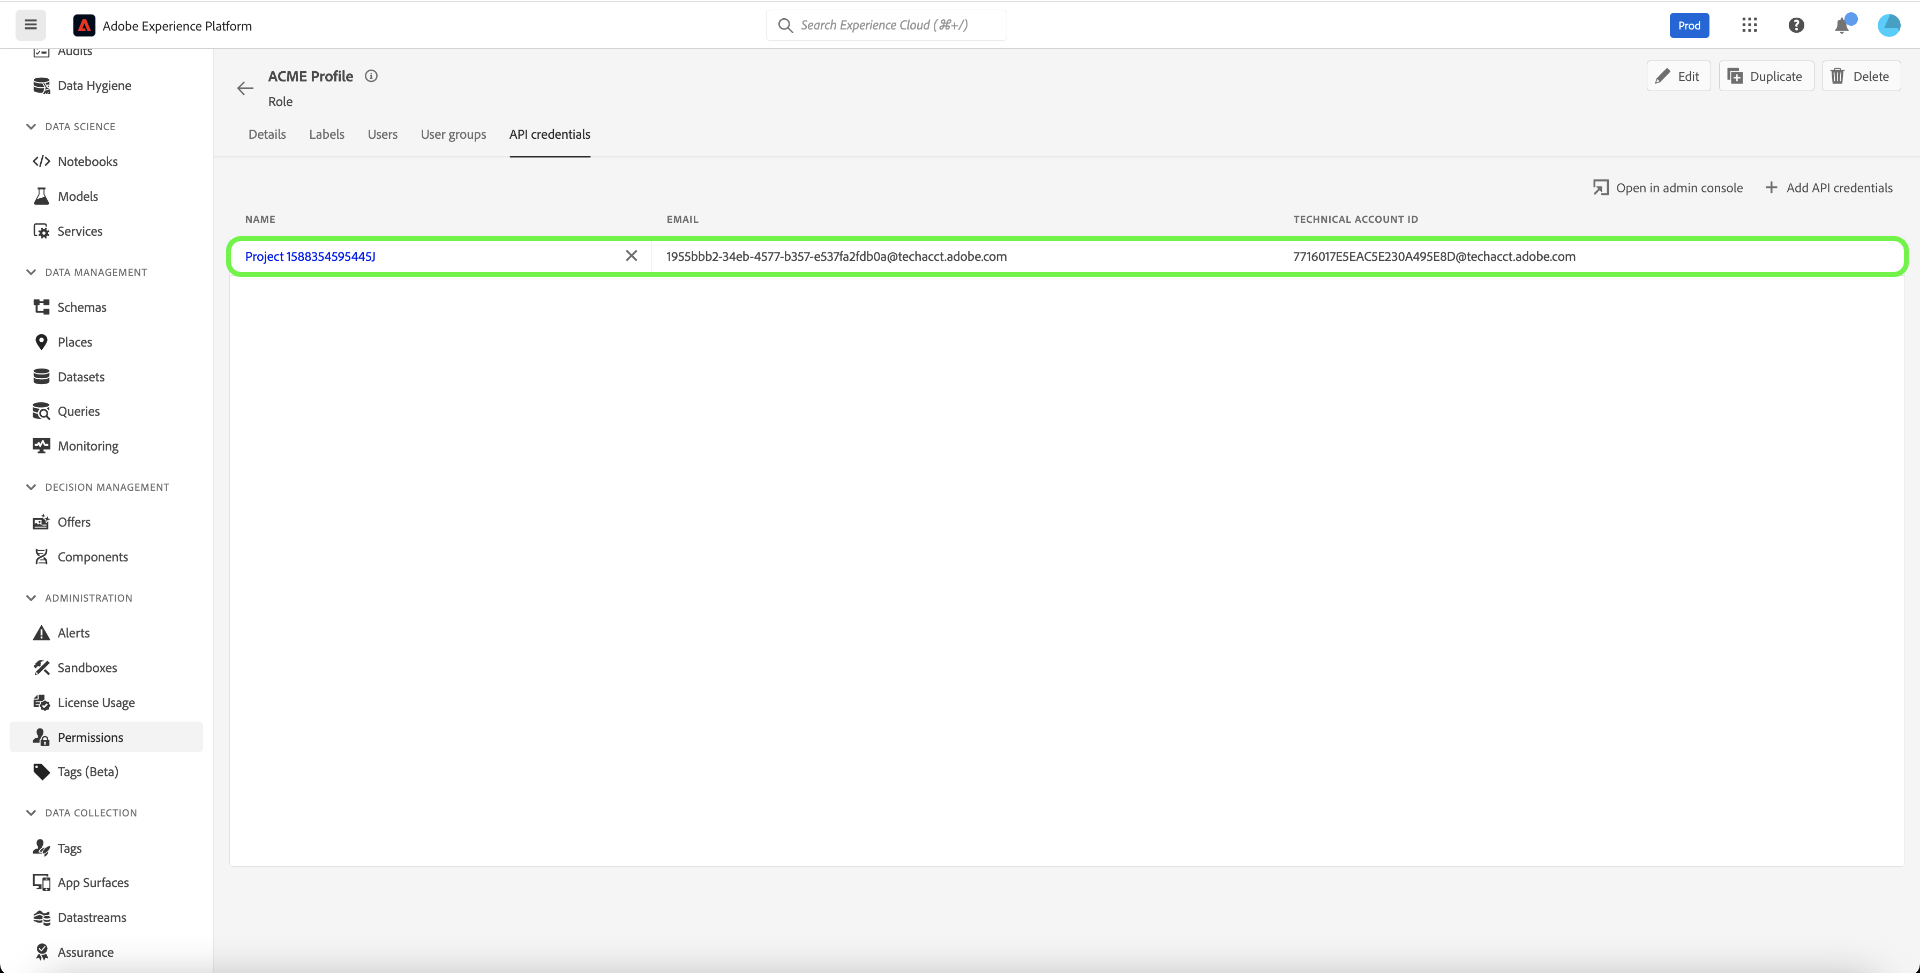 Adobe Experience Platform
Search Experience Cloud (⌘+/)
Prod
Audits
Data Hygiene
DATA SCIENCE
Notebooks
Models
Services
DATA MANAGEMENT
Schemas
Places
Datasets
Queries
Monitoring
DECISION MANAGEMENT
Offers
Components
ADMINISTRATION
Alerts
Sandboxes
License Usage
Permissions
Tags (Beta)
DATA COLLECTION
Tags
App Surfaces
Datastreams
Assurance
ACME Profile
Role
Edit
Duplicate
Delete
Details Labels Users User groups API credentials
Open in admin console
Add API credentials
NAME EMAIL TECHNICAL ACCOUNT ID
Project 1588354595445J 1955bbb2-34eb-4577-b357-e537fa2fdb0a@techacct.adobe.com 7716017E5EAC5E230A495E8D@techacct.adobe.com